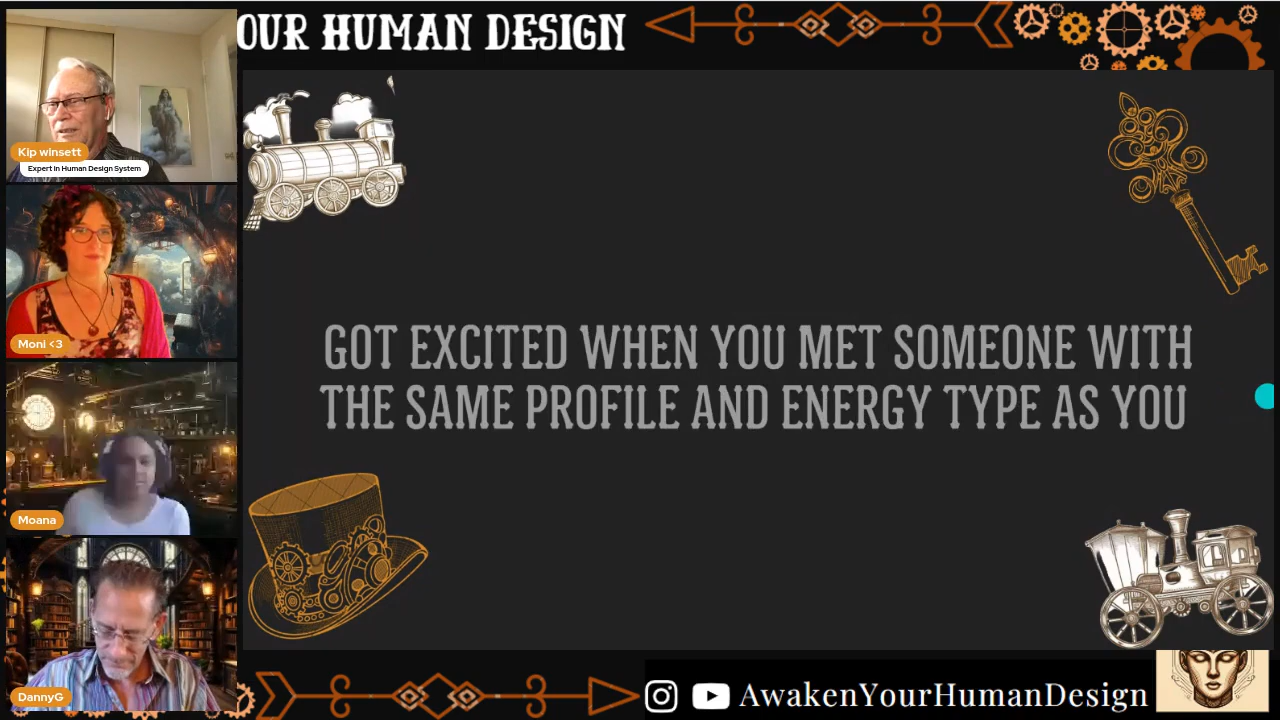 OUR HUMAN DESIGN
Kip winsett
Expert in Human Design System
Moni <3
Moana
DannyG
GOT EXCITED WHEN YOU MET SOMEONE WITH
THE SAME PROFILE AND ENERGY TYPE AS YOU
AwakenYourHumanDesign